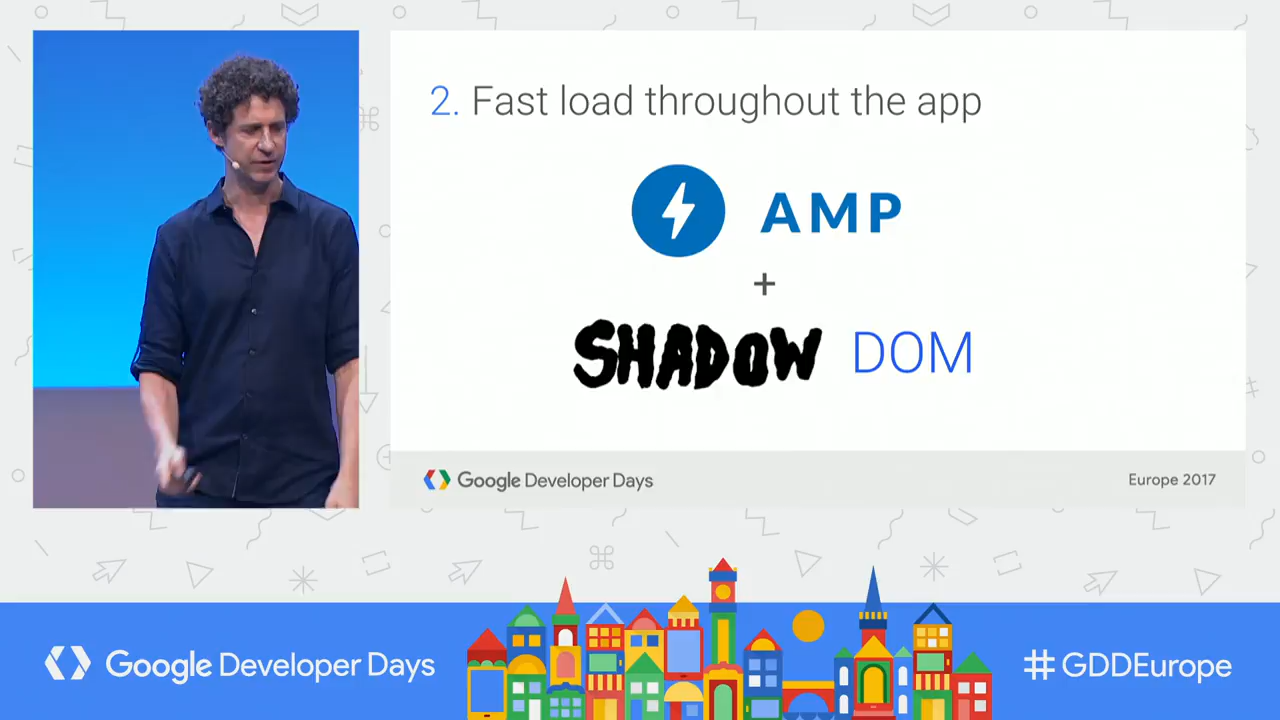 2. Fast load throughout the app
AMP
+
SHADOW DOM
Google Developer Days
Europe 2017
Google Developer Days
#GDDEurope